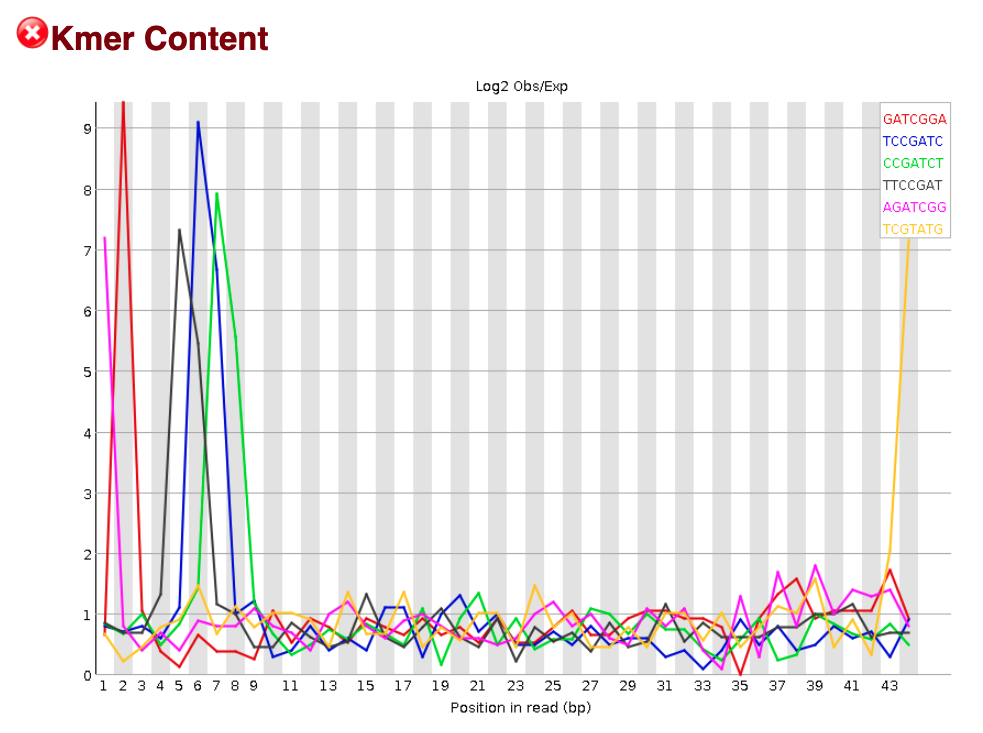 Kmer Content
Log2 Obs/Exp
GATCGGA
TCCGATC
CCGATCT
TTCCGAT
AGATCGG
TCGTATG
9
8
7
6
5
4
3
2
1
0
1 2 3 4 5 6 7 8 9 11 13 15 17 19 21 23 25 27 29 31 33 35 37 39 41 43
Position in read (bp)